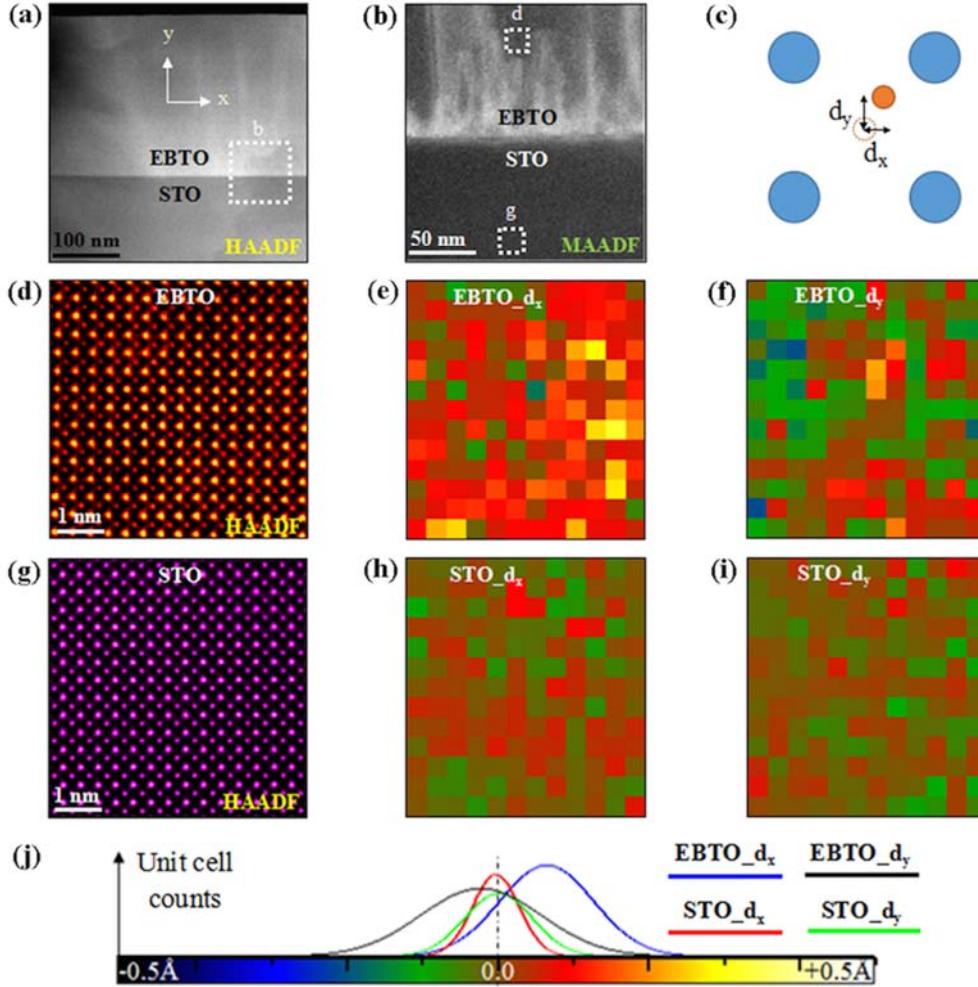 (a)
y
x
b
EBTO
STO
100 nm
HAADF
(b)
d
EBTO
STO
g
50 nm
MAADF
(c)
dy
dx
(d)
EBTO
1 nm
HAADF
(e)
EBTO_dx
(f)
EBTO_dy
(g)
STO
1 nm
HAADF
(h)
STO_dx
(i)
STO_dy
(j)
Unit cell
counts
EBTO_dx
EBTO_dy
STO_dx
STO_dy
-0.5Å
0.0
+0.5Å